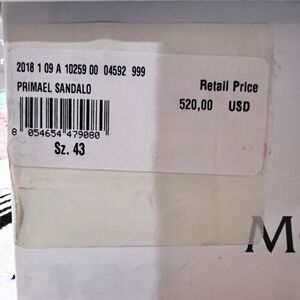 2018 1 09 A 10259 00 04592 999
PRIMAEL SANDALO
Retail Price
520,00 USD
8 054654 479080
Sz. 43